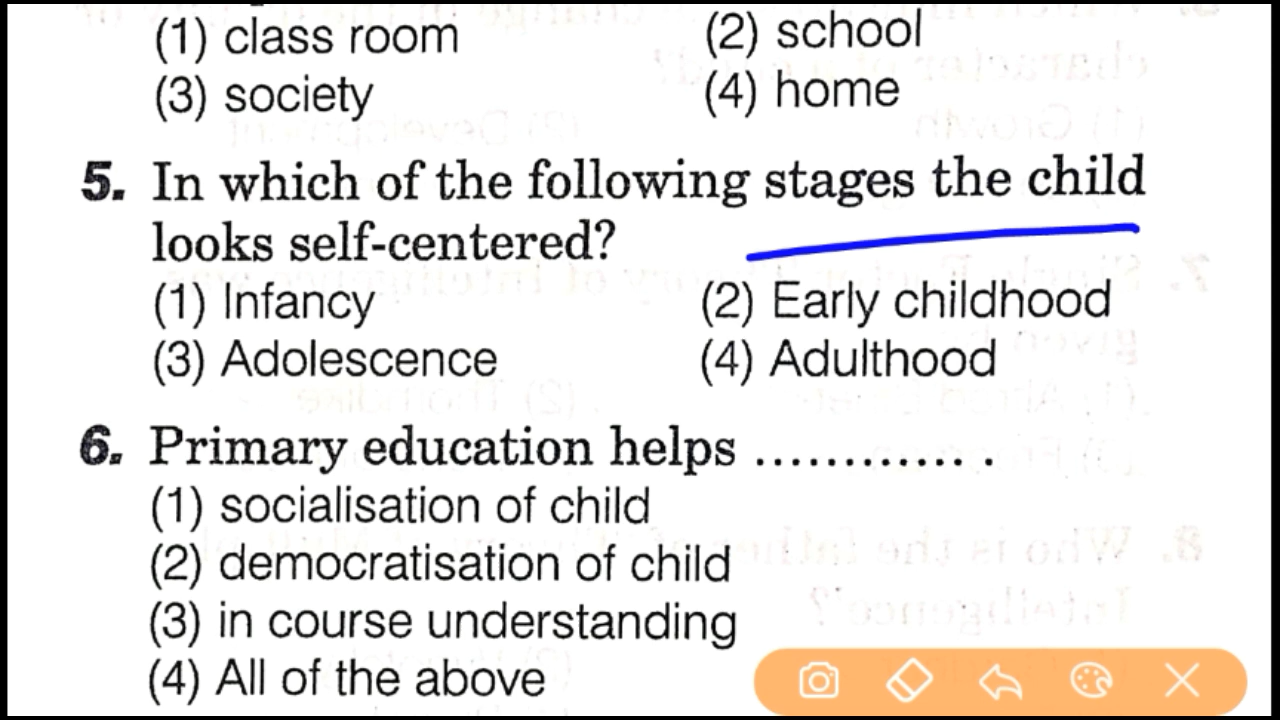 (1) class room (2) school
(3) society (4) home
5. In which of the following stages the child
looks self-centered?
(1) Infancy (2) Early childhood
(3) Adolescence (4) Adulthood
6. Primary education helps ..............
(1) socialisation of child
(2) democratisation of child
(3) in course understanding
(4) All of the above